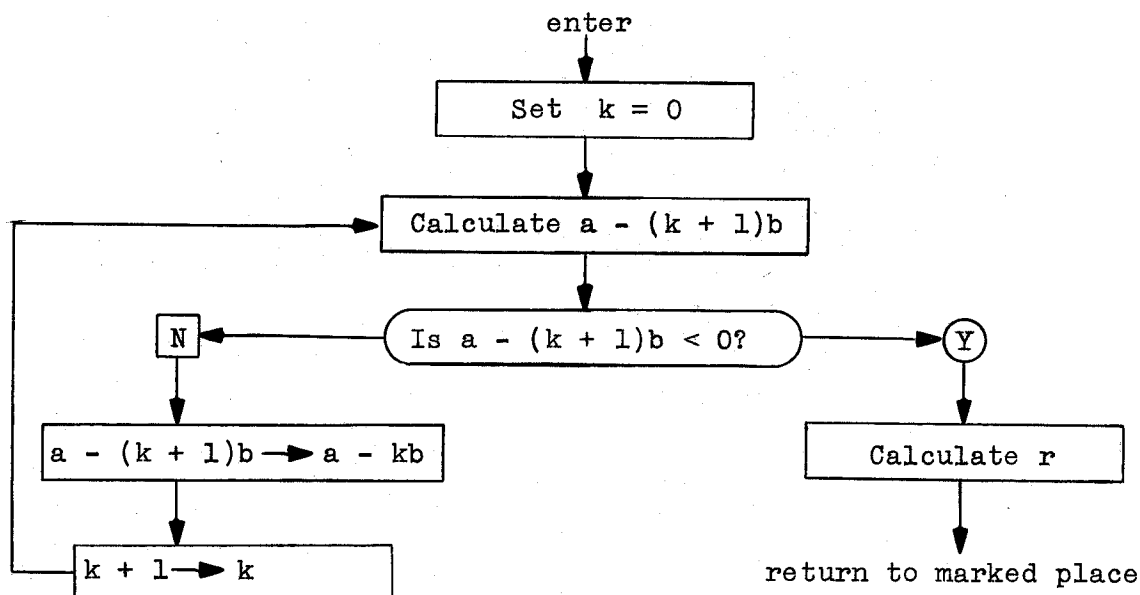 enter
Set k = 0
Calculate a - (k + 1)b
Is a - (k + 1)b < 0?
N
Y
a - (k + 1)b → a - kb
Calculate r
k + 1 → k
return to marked place